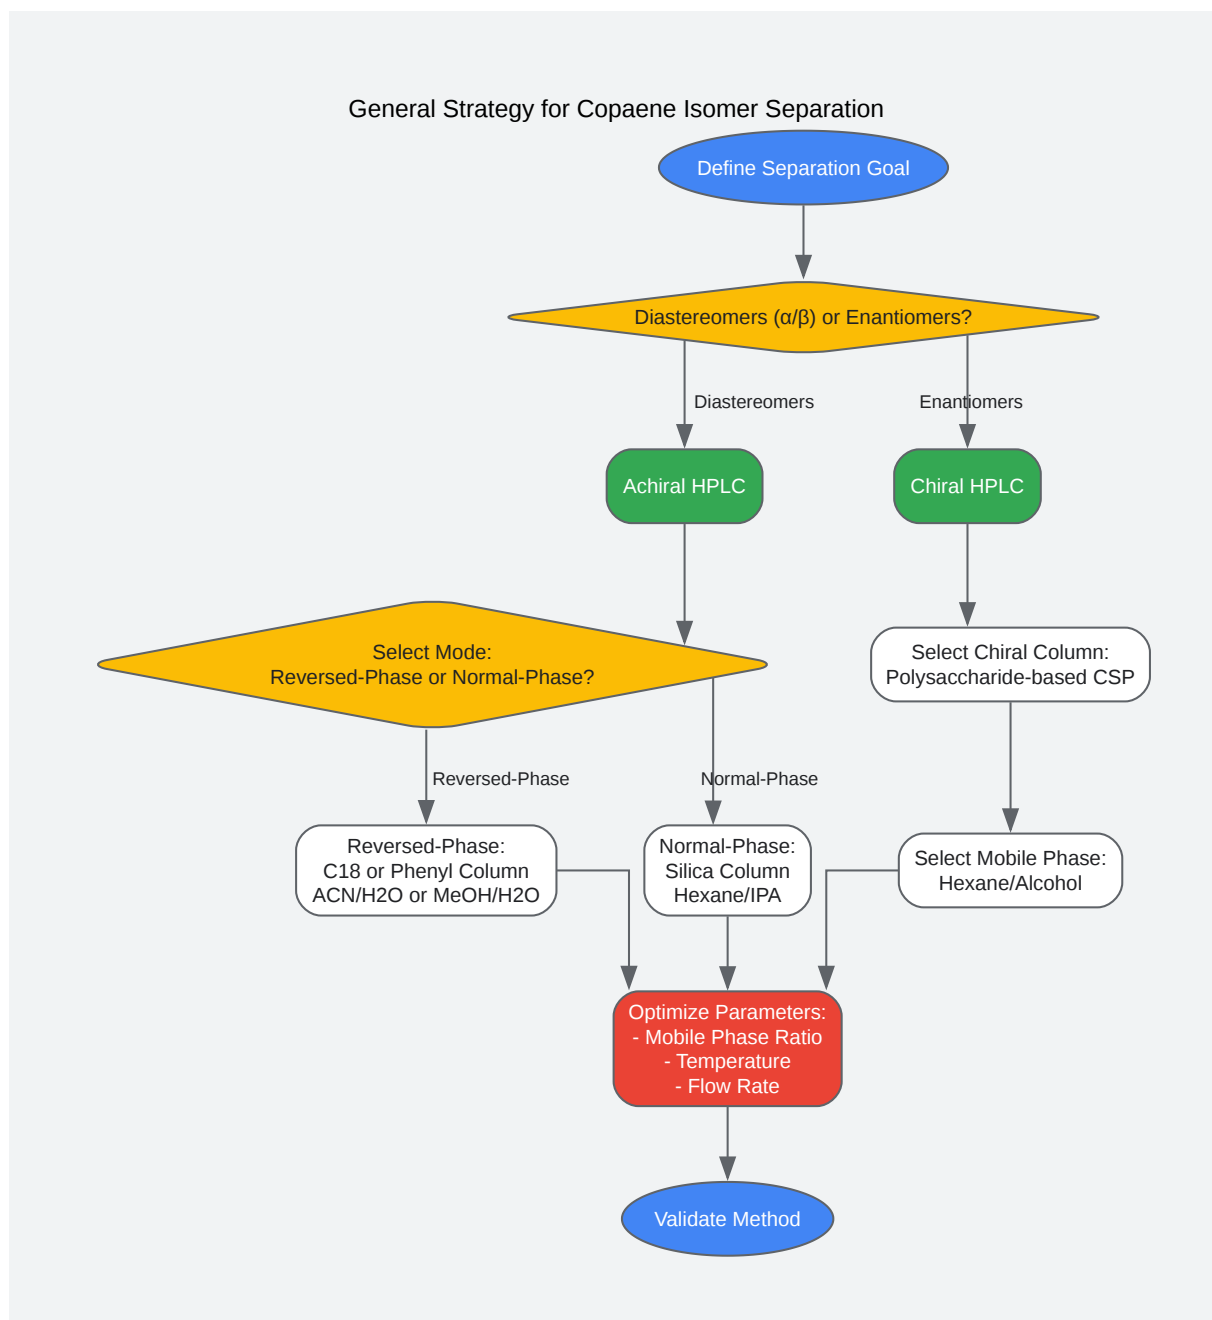 General Strategy for Copaene Isomer Separation
Define Separation Goal
Diastereomers (α/β) or Enantiomers?
Diastereomers
Enantiomers
Achiral HPLC
Chiral HPLC
Select Mode:
Reversed-Phase or Normal-Phase?
Select Chiral Column:
Polysaccharide-based CSP
Reversed-Phase
Normal-Phase
Reversed-Phase:
C18 or Phenyl Column
ACN/H2O or MeOH/H2O
Normal-Phase:
Silica Column
Hexane/IPA
Select Mobile Phase:
Hexane/Alcohol
Optimize Parameters:
- Mobile Phase Ratio
- Temperature
- Flow Rate
Validate Method